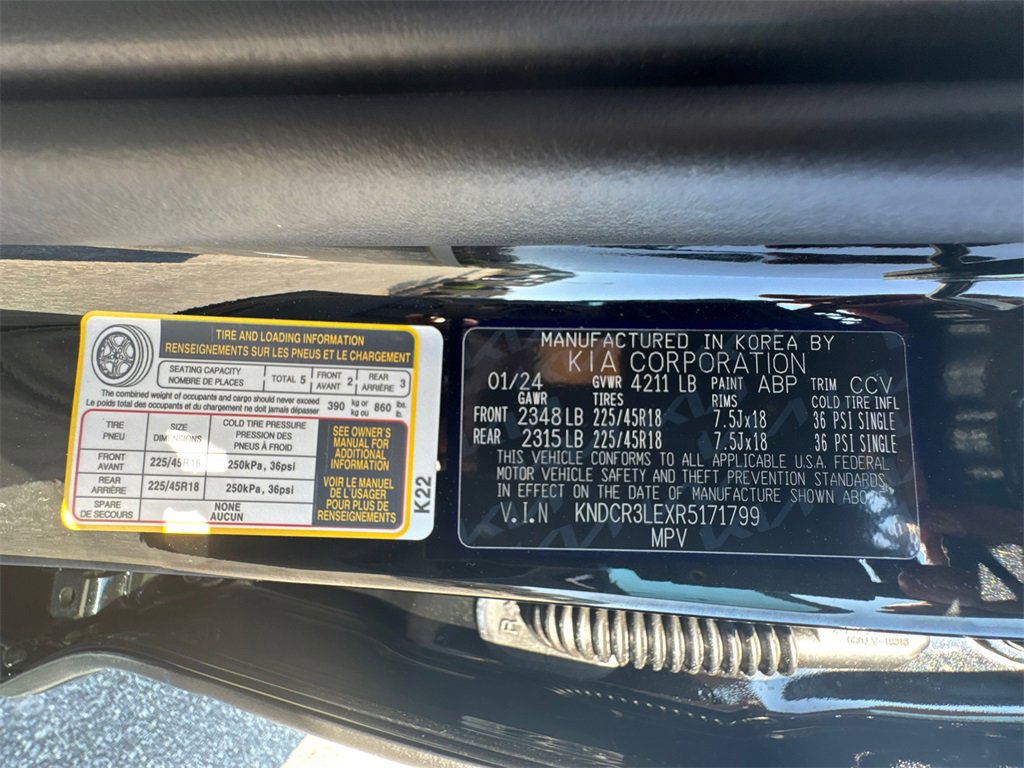 TIRE AND LOADING INFORMATION
RENSEIGNEMENTS SUR LES PNEUS ET LE CHARGEMENT
SEATING CAPACITY
NOMBRE DE PLACES
TOTAL 5
FRONT
AVANT
2
REAR
ARRIÈRE
3
The combined weight of occupants and cargo should never exceed
Le poids total des occupants et du chargement ne doit jamais dépasser
390 kg or 860 lbs.
kg ou lb.
TIRE
PNEU
SIZE
DIMENSIONS
COLD TIRE PRESSURE
PRESSION DES
PNEUS À FROID
FRONT
AVANT
225/45R18
250kPa, 36psi
REAR
ARRIÈRE
225/45R18
250kPa, 36psi
SPARE
DE SECOURS
NONE
AUCUN
SEE OWNER'S
MANUAL FOR
ADDITIONAL
INFORMATION
VOIR LE MANUEL
DE L'USAGER
POUR PLUS DE
RENSEIGNEMENTS
K22
MANUFACTURED IN KOREA BY
KIA CORPORATION
01/24 GVWR 4211 LB PAINT ABP TRIM CCV
GAWR TIRES RIMS COLD TIRE INFL
FRONT 2348 LB 225/45R18 7.5Jx18 36 PSI SINGLE
REAR 2315 LB 225/45R18 7.5Jx18 36 PSI SINGLE
THIS VEHICLE CONFORMS TO ALL APPLICABLE U.S.A. FEDERAL
MOTOR VEHICLE SAFETY AND THEFT PREVENTION STANDARDS
IN EFFECT ON THE DATE OF MANUFACTURE SHOWN ABOVE
V.I.N KNDCR3LEXR5171799
MPV
R